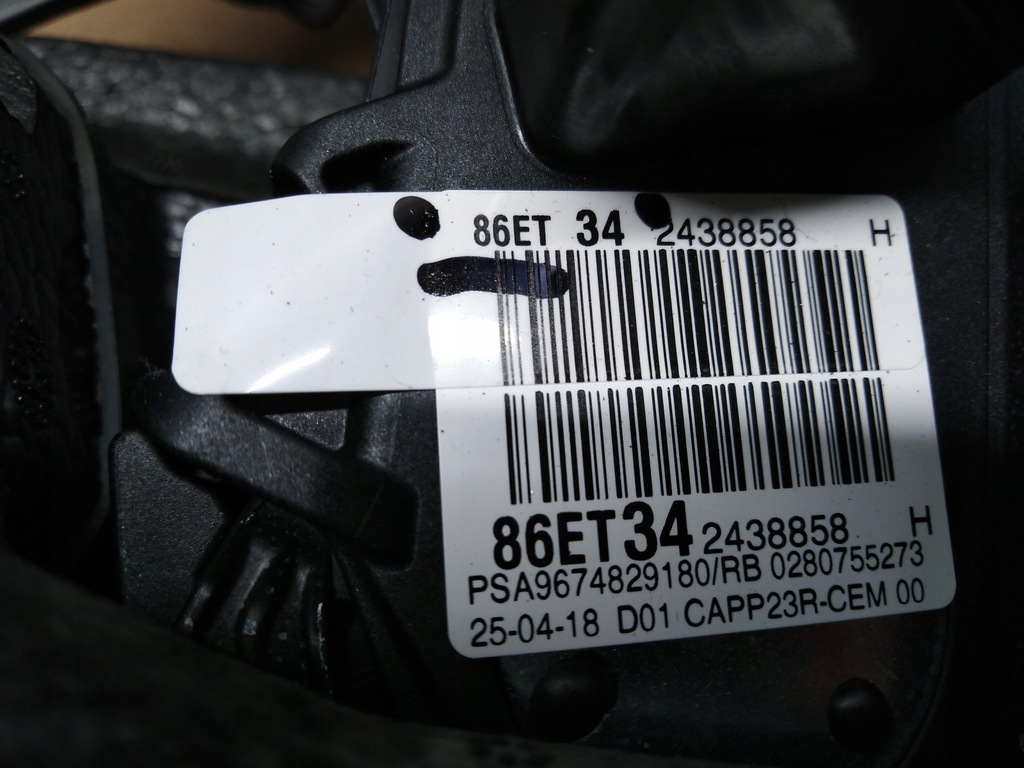 86ET 34 2438858 H
86ET34 2438858 H
PSA9674829180/RB 0280755273
25-04-18 D01 CAPP23R-CEM 00